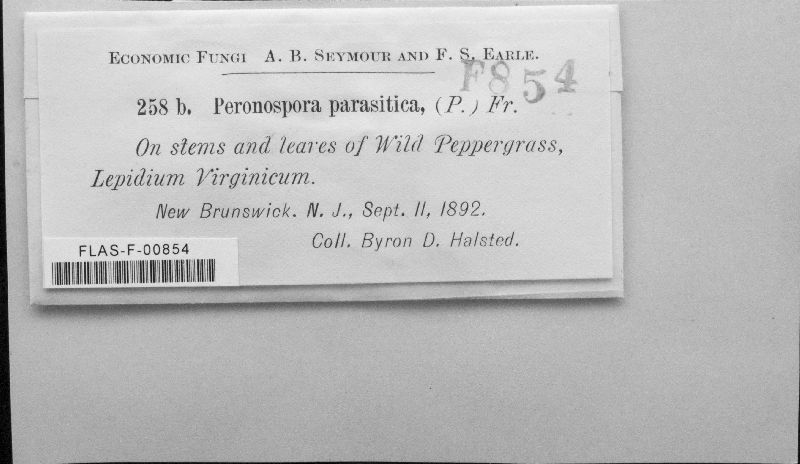 Economic Fungi A. B. Seymour and F. S. Earle.
F854
258 b. Peronospora parasitica, (P.) Fr.
On stems and leaves of Wild Peppergrass,
Lepidium Virginicum.
New Brunswick. N. J., Sept. 11, 1892.
Coll. Byron D. Halsted.
FLAS-F-00854